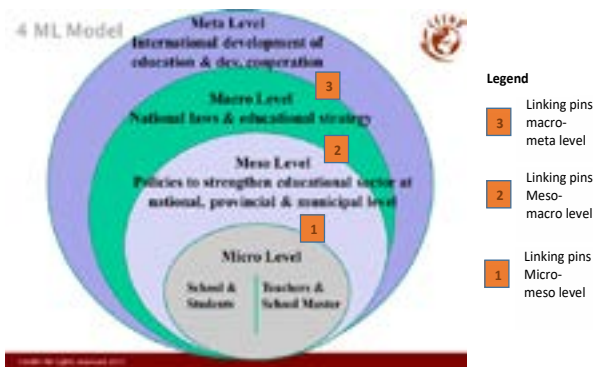 4 ML Model
Meta Level
International development of
education & dev. cooperation
3
Macro Level
National laws & educational strategy
2
Meso Level
Policies to strengthen educational sector at
national, provincial & municipal level
1
Micro Level
School &
Students
Teachers &
School Master
Legend
3
Linking pins
macro-
meta level
2
Linking pins
Meso-
macro level
1
Linking pins
Micro-
meso level